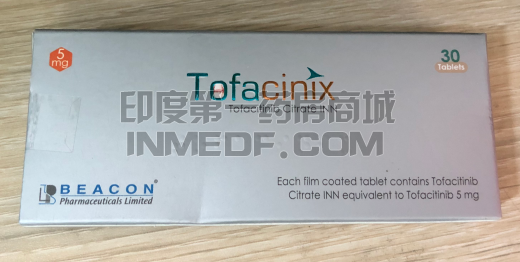 5
mg
30
Tablets
Tofacinix
Tofacitinib Citrate INN
印度第一药房商城
INMEDF.COM
BEACON
Pharmaceuticals Limited
Each film coated tablet contains Tofacitinib
Citrate INN equivalent to Tofacitinib 5 mg